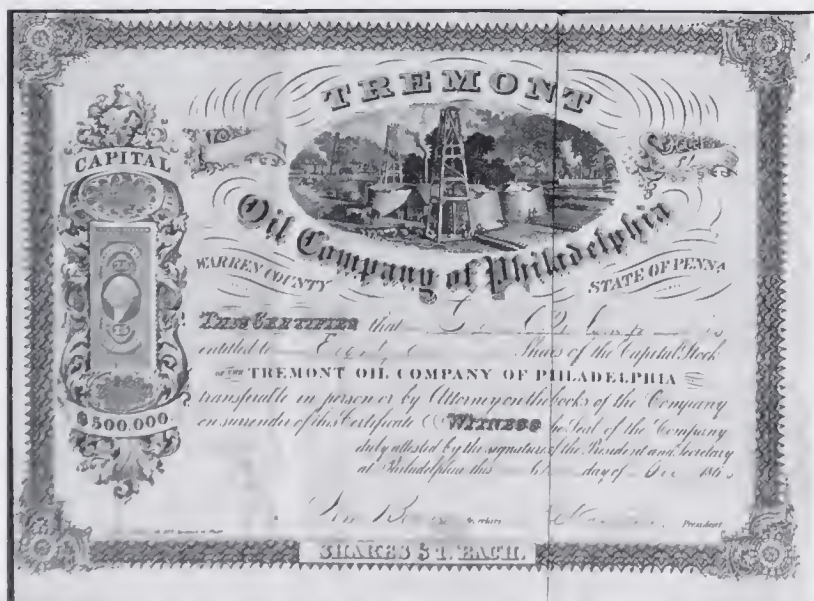 TREMONT
Oil Company of Philadelphia
CAPITAL
WARREN COUNTY
STATE OF PENNA
THIS CERTIFIES that
entitled to Shares of the Capital Stock
OF THE TREMONT OIL COMPANY OF PHILADELPHIA
transferable in person or by Attorney on the books of the Company
on surrender of this Certificate WITNESS the Seal of the Company
$500,000.
duly attested by the signature of the President and Secretary
at Philadelphia this day of Dec 186
President
SHARES $1. EACH.